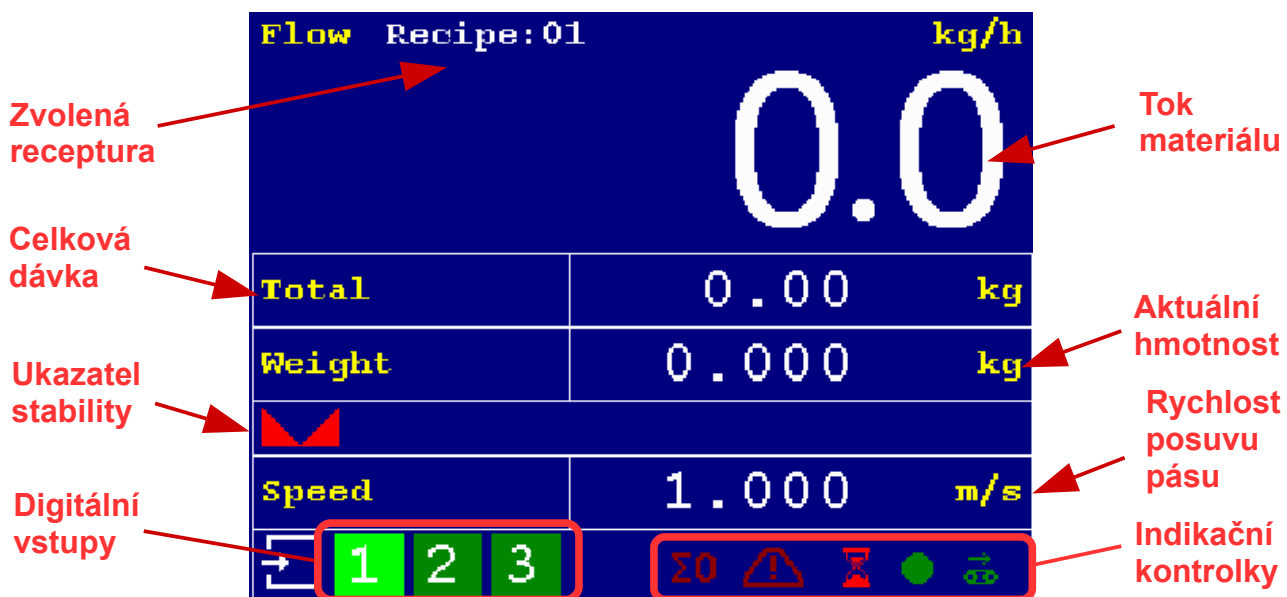 Flow Recipe:01 kg/h
0.0
Zvolená
receptura
Tok
materiálu
Celková
dávka
Total 0.00 kg
Aktuální
hmotnost
Weight 0.000 kg
Ukazatel
stability
Rychlost
posuvu
pásu
Speed 1.000 m/s
Digitální
vstupy
1 2 3 Σ0 !
Indikační
kontrolky